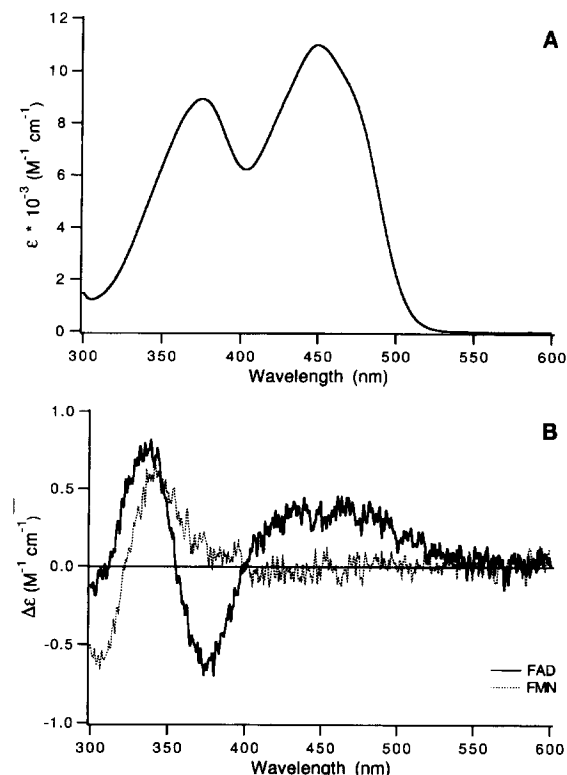 A
12
10
8
6
4
2
0
ε * 10⁻³ (M⁻¹ cm⁻¹)
300 350 400 450 500 550 600
Wavelength (nm)
B
1.0
0.5
0.0
-0.5
-1.0
Δε (M⁻¹ cm⁻¹)
FAD
FMN
300 350 400 450 500 550 600
Wavelength (nm)